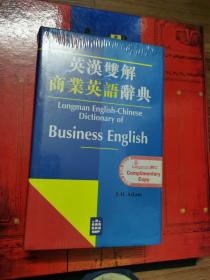 英漢雙解
商業英語辭典
Longman English-Chinese
Dictionary of
Business English
Complimentary
Copy
J.H. Adam